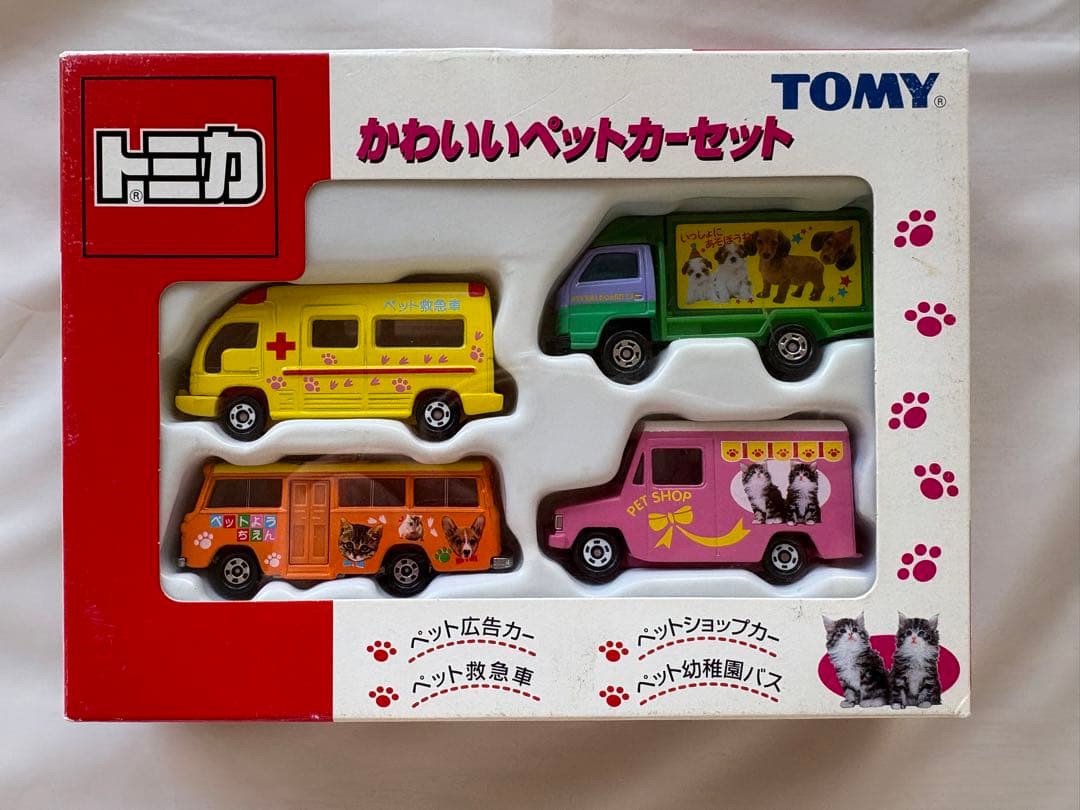 トミカ®
TOMY®
かわいいペットカーセット
いっしょに
あそぼうね
ペット救急車
ペットよう
ちえん
PET SHOP
ペット広告カー
ペットショップカー
ペット救急車
ペット幼稚園バス